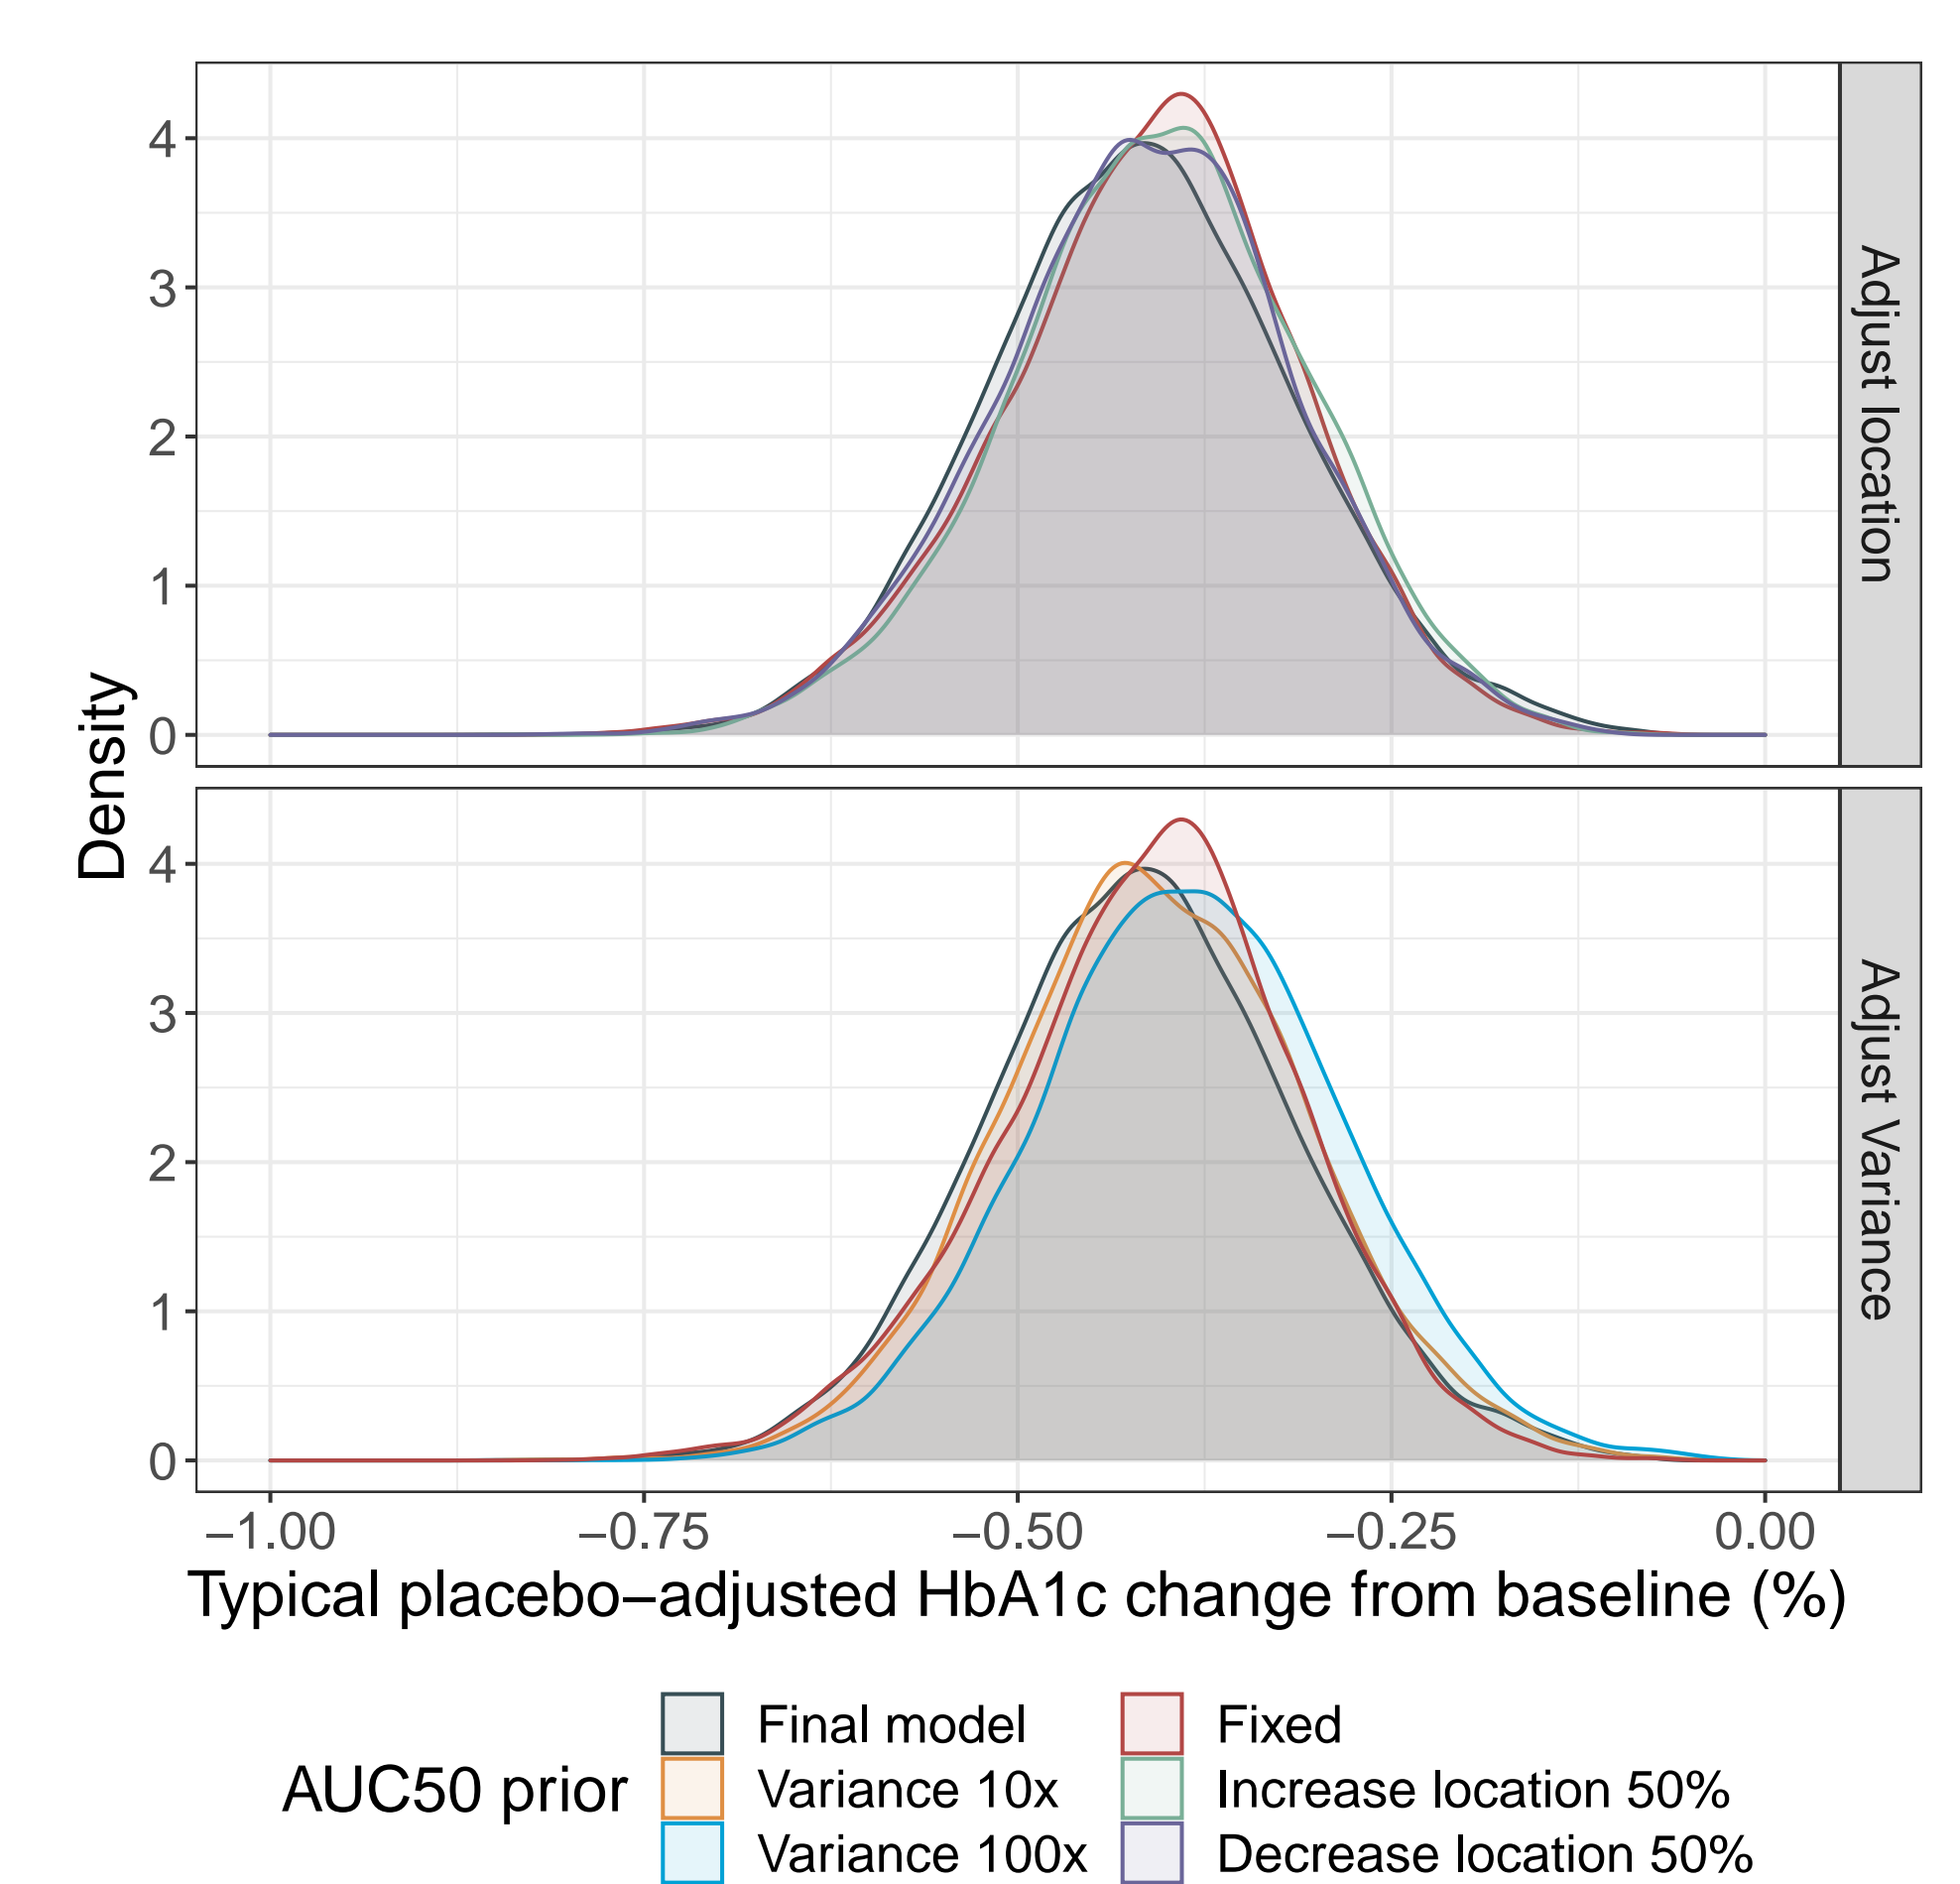 Density
4
3
2
1
0
Adjust location
4
3
2
1
0
Adjust Variance
−1.00 −0.75 −0.50 −0.25 0.00
Typical placebo−adjusted HbA1c change from baseline (%)
AUC50 prior
Final model
Variance 10x
Variance 100x
Fixed
Increase location 50%
Decrease location 50%